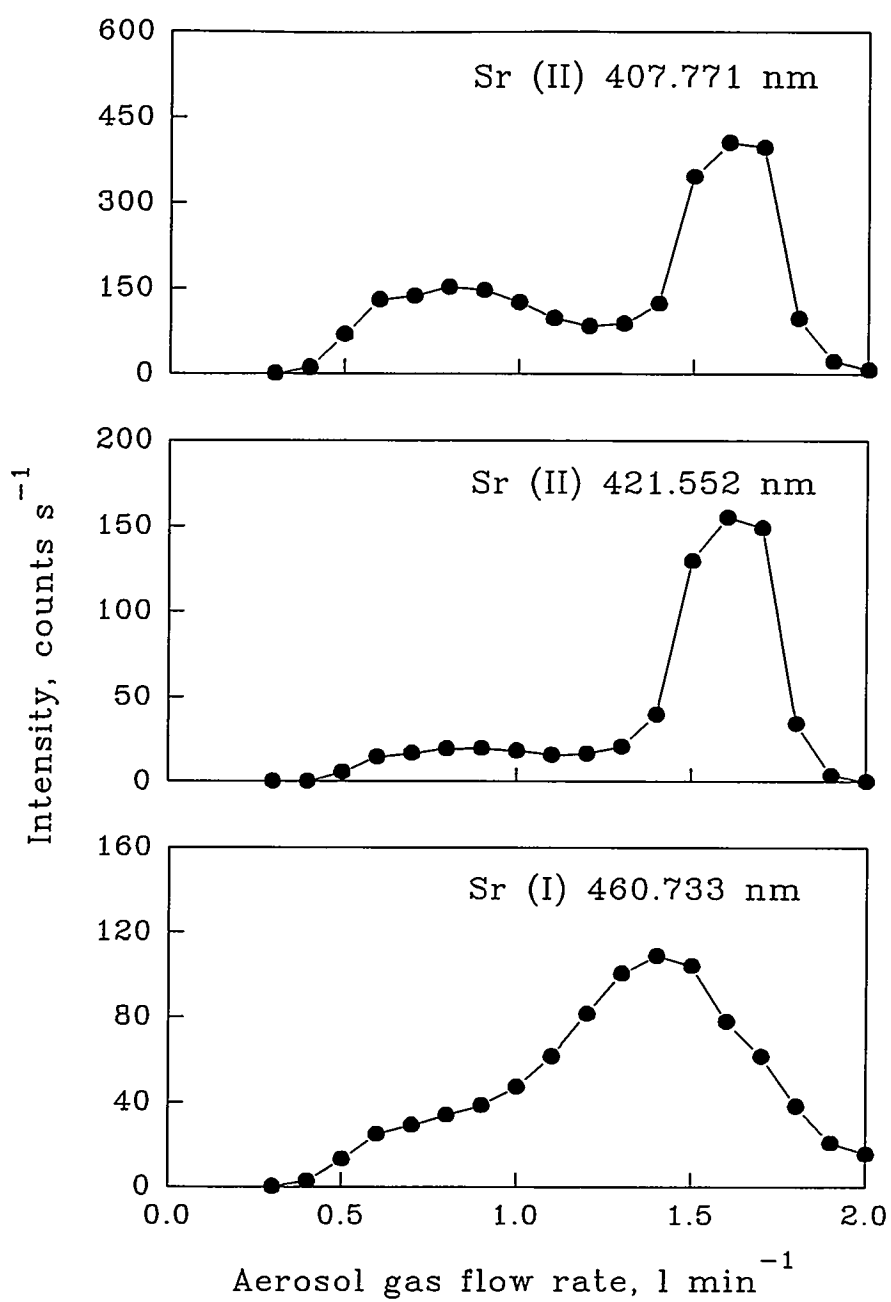 600
450
300
150
0
Sr (II) 407.771 nm
200
150
100
50
0
Sr (II) 421.552 nm
Intensity, counts s⁻¹
160
120
80
40
0
Sr (I) 460.733 nm
0.0 0.5 1.0 1.5 2.0
Aerosol gas flow rate, l min⁻¹